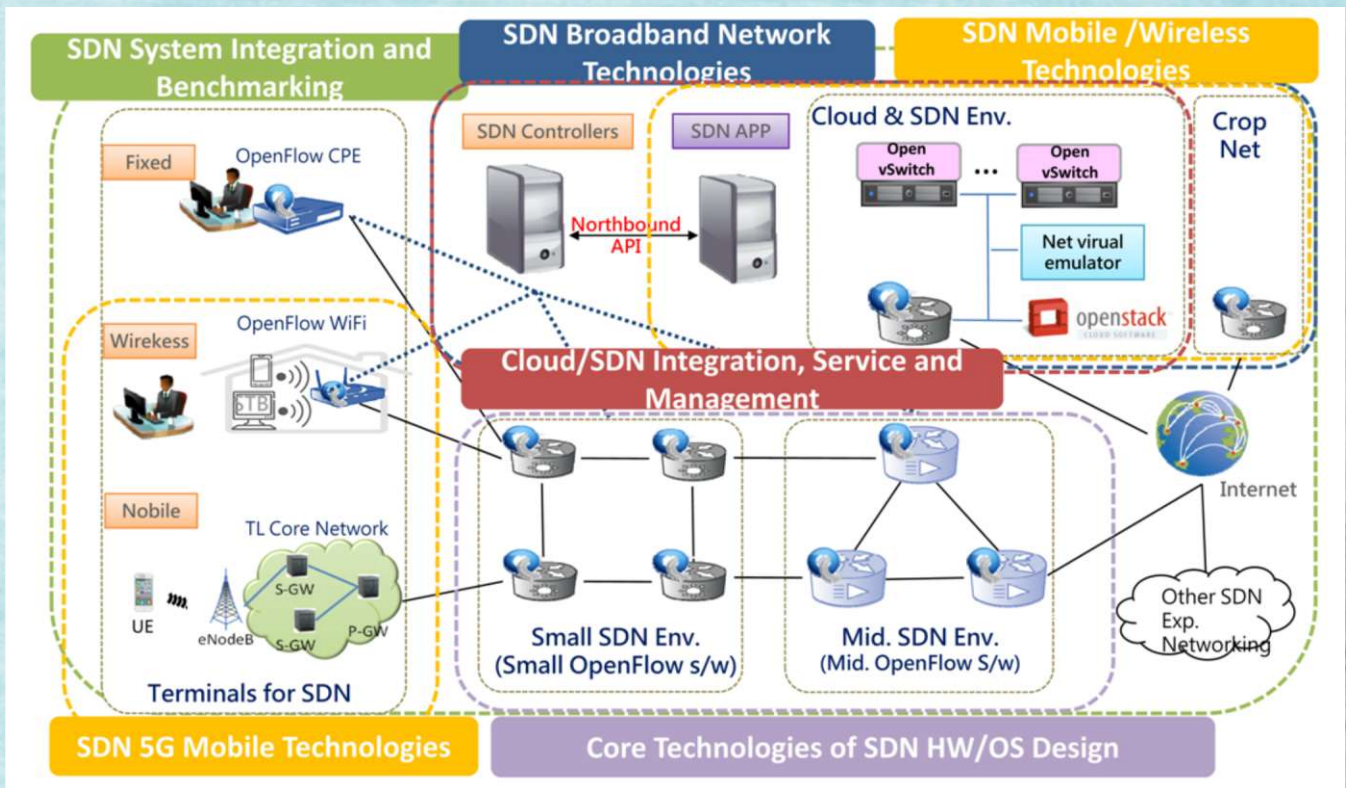 SDN System Integration and
Benchmarking
SDN Broadband Network
Technologies
SDN Mobile /Wireless
Technologies
Fixed
OpenFlow CPE
SDN Controllers
SDN APP
Northbound
API
Cloud & SDN Env.
Open
vSwitch
...
Open
vSwitch
Net virual
emulator
openstack
CLOUD SOFTWARE
Crop
Net
Wirekess
OpenFlow WiFi
STB
Cloud/SDN Integration, Service and
Management
Internet
Nobile
TL Core Network
UE
eNodeB
S-GW
S-GW
P-GW
Terminals for SDN
Small SDN Env.
(Small OpenFlow s/w)
Mid. SDN Env.
(Mid. OpenFlow S/w)
Other SDN
Exp.
Networking
SDN 5G Mobile Technologies
Core Technologies of SDN HW/OS Design